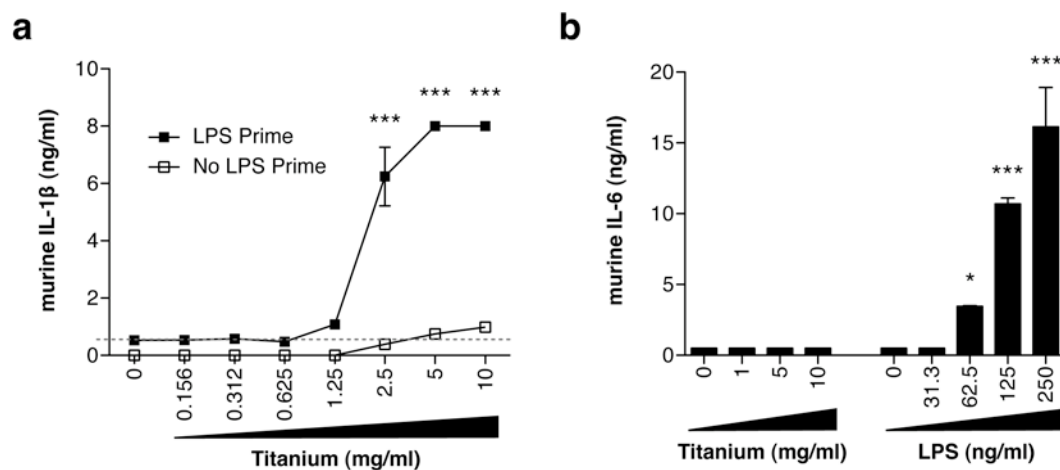 a
murine IL-1β (ng/ml)
10
8
6
4
2
0
LPS Prime
No LPS Prime
*** *** ***
0 0.156 0.312 0.625 1.25 2.5 5 10
Titanium (mg/ml)
b
murine IL-6 (ng/ml)
20
15
10
5
0
* *** ***
0 1 5 10 0 31.3 62.5 125 250
Titanium (mg/ml) LPS (ng/ml)